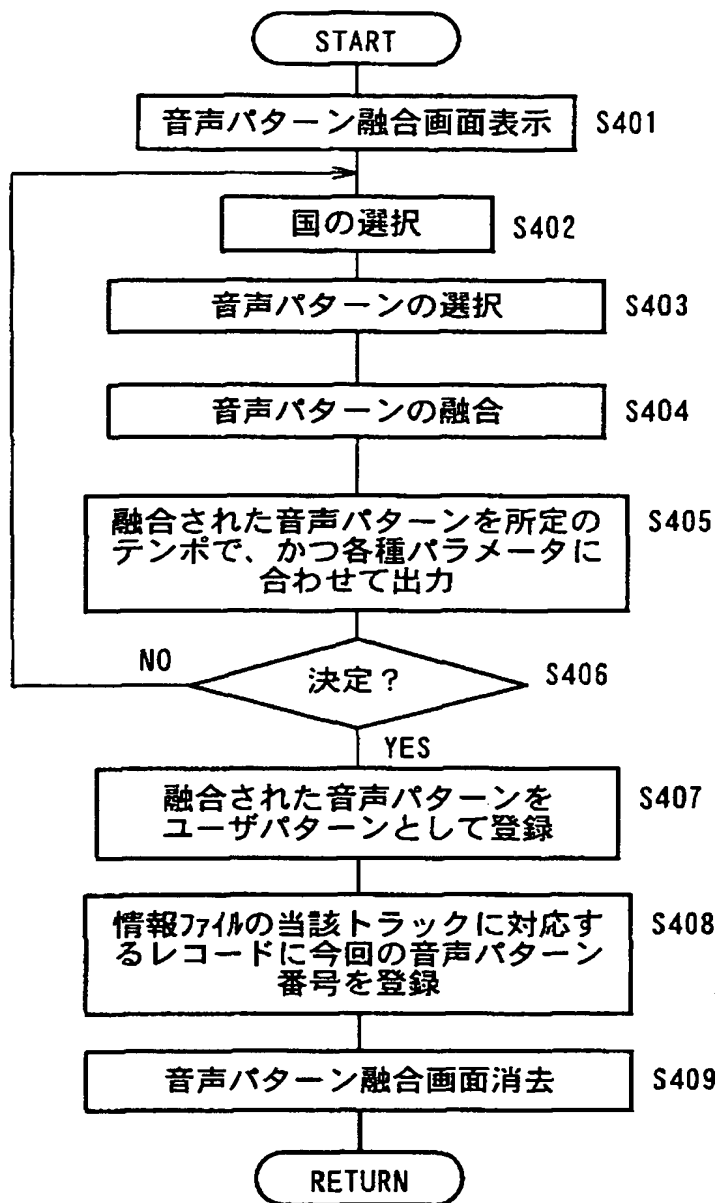 START
音声パターン融合画面表示 S401
国の選択 S402
音声パターンの選択 S403
音声パターンの融合 S404
融合された音声パターンを所定の S405
テンポで、かつ各種パラメータに
合わせて出力
NO 決定？ S406
YES
融合された音声パターンを S407
ユーザパターンとして登録
情報ファイルの当該トラックに対応す S408
るレコードに今回の音声パターン
番号を登録
音声パターン融合画面消去 S409
RETURN